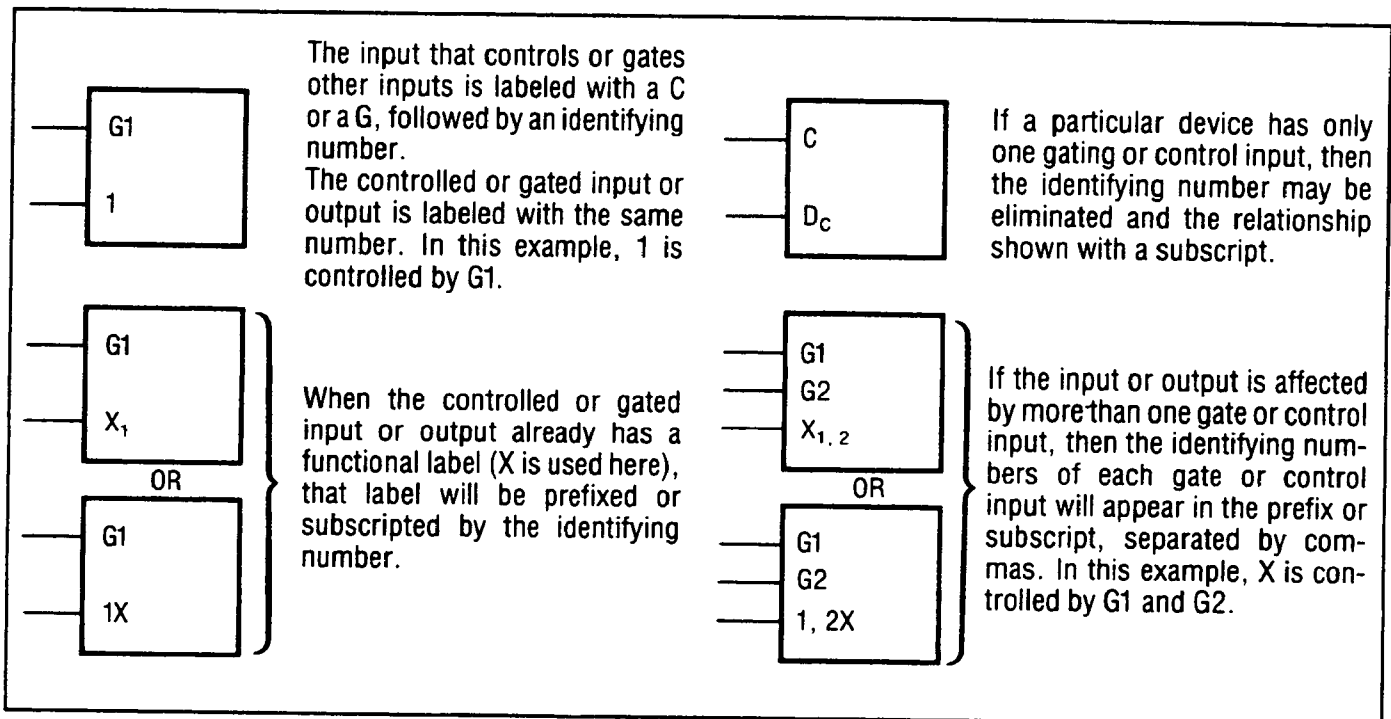 G1
1
The input that controls or gates
other inputs is labeled with a C
or a G, followed by an identifying
number.
The controlled or gated input or
output is labeled with the same
number. In this example, 1 is
controlled by G1.
C
D_C
If a particular device has only
one gating or control input, then
the identifying number may be
eliminated and the relationship
shown with a subscript.
G1
X₁
OR
G1
1X
When the controlled or gated
input or output already has a
functional label (X is used here),
that label will be prefixed or
subscripted by the identifying
number.
G1
G2
X₁, ₂
OR
G1
G2
1, 2X
If the input or output is affected
by more than one gate or control
input, then the identifying num-
bers of each gate or control
input will appear in the prefix or
subscript, separated by com-
mas. In this example, X is con-
trolled by G1 and G2.